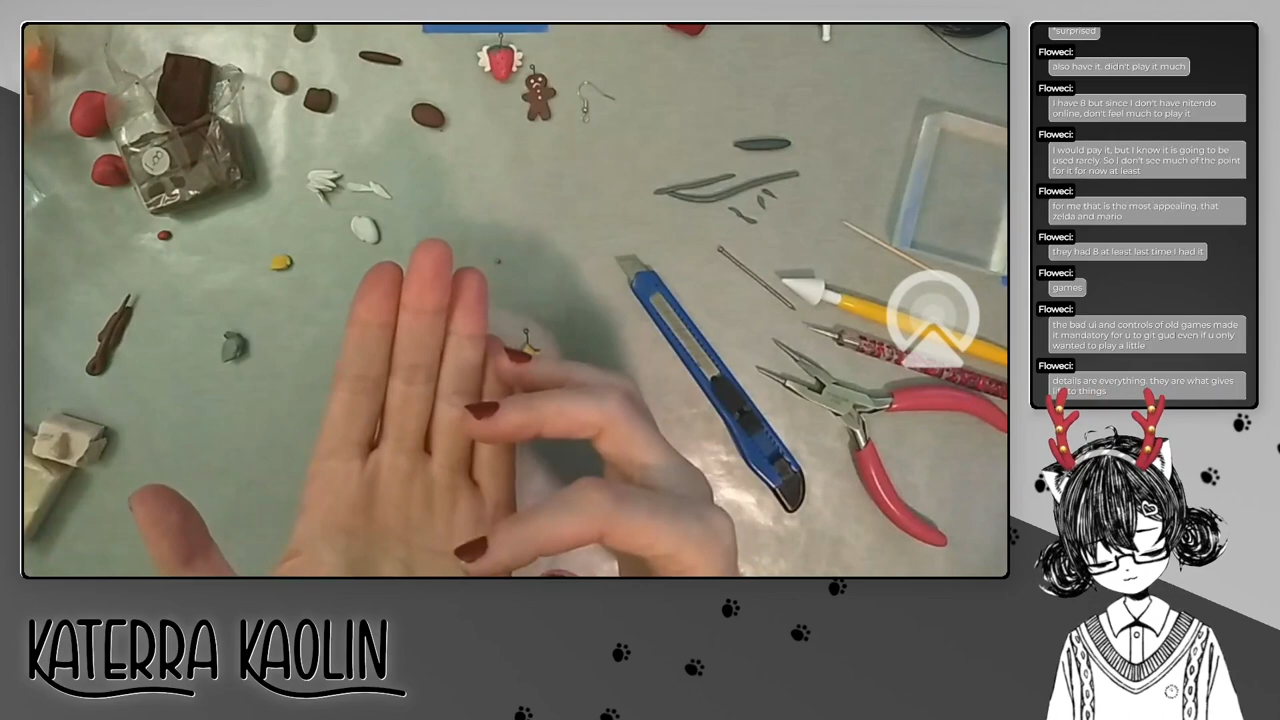 *surprised
Floweci:
also have it. didn't play it much
Floweci:
I have 8 but since I don't have nitendo
online, don't feel much to play it
Floweci:
I would pay it, but I know it is going to be
used rarely. So I don't see much of the point
for it for now at least
Floweci:
for me that is the most appealing. that
zelda and mario
Floweci:
they had 8 at least last time I had it
Floweci:
games
Floweci:
the bad ui and controls of old games made
it mandatory for u to git gud even if u only
wanted to play a little
Floweci:
details are everything. they are what gives
life to things
KATERRA KAOLIN